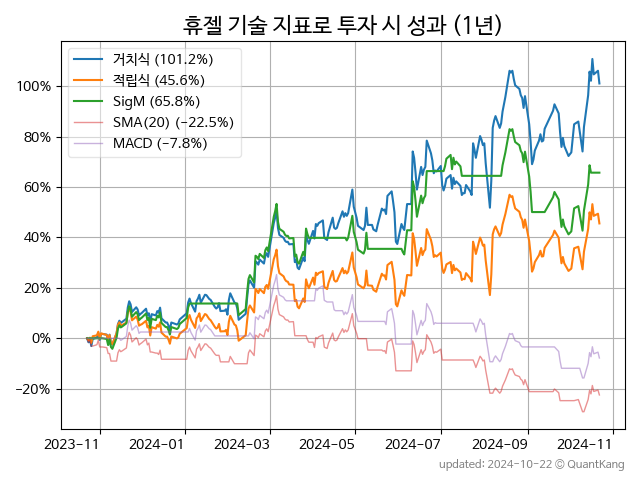 휴젤 기술 지표로 투자 시 성과 (1년)
거치식 (101.2%)
적립식 (45.6%)
SigM (65.8%)
SMA(20) (−22.5%)
MACD (−7.8%)
100%
80%
60%
40%
20%
0%
−20%
2023-11 2024-01 2024-03 2024-05 2024-07 2024-09 2024-11
updated: 2024-10-22 © QuantKang